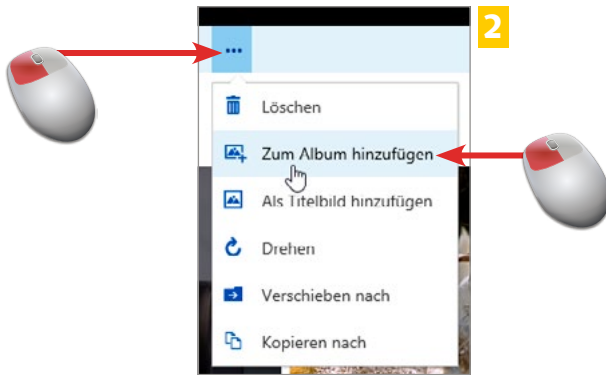 2
...
Löschen
Zum Album hinzufügen
Als Titelbild hinzufügen
Drehen
Verschieben nach
Kopieren nach